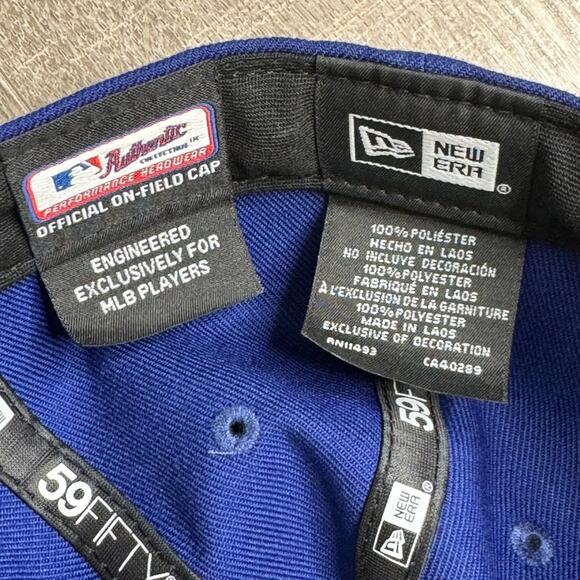 Authentic
COLLECTION
PERFORMANCE HEADWEAR
OFFICIAL ON-FIELD CAP
ENGINEERED
EXCLUSIVELY FOR
MLB PLAYERS
NEW
ERA
®
100% POLIÉSTER
HECHO EN LAOS
NO INCLUYE DECORACIÓN
100% POLYESTER
FABRIQUÉ EN LAOS
À L'EXCLUSION DE LA GARNITURE
100% POLYESTER
MADE IN LAOS
EXCLUSIVE OF DECORATION
RN11493 CA40289
59FIFTY®
59FIFTY
NEW
ERA®